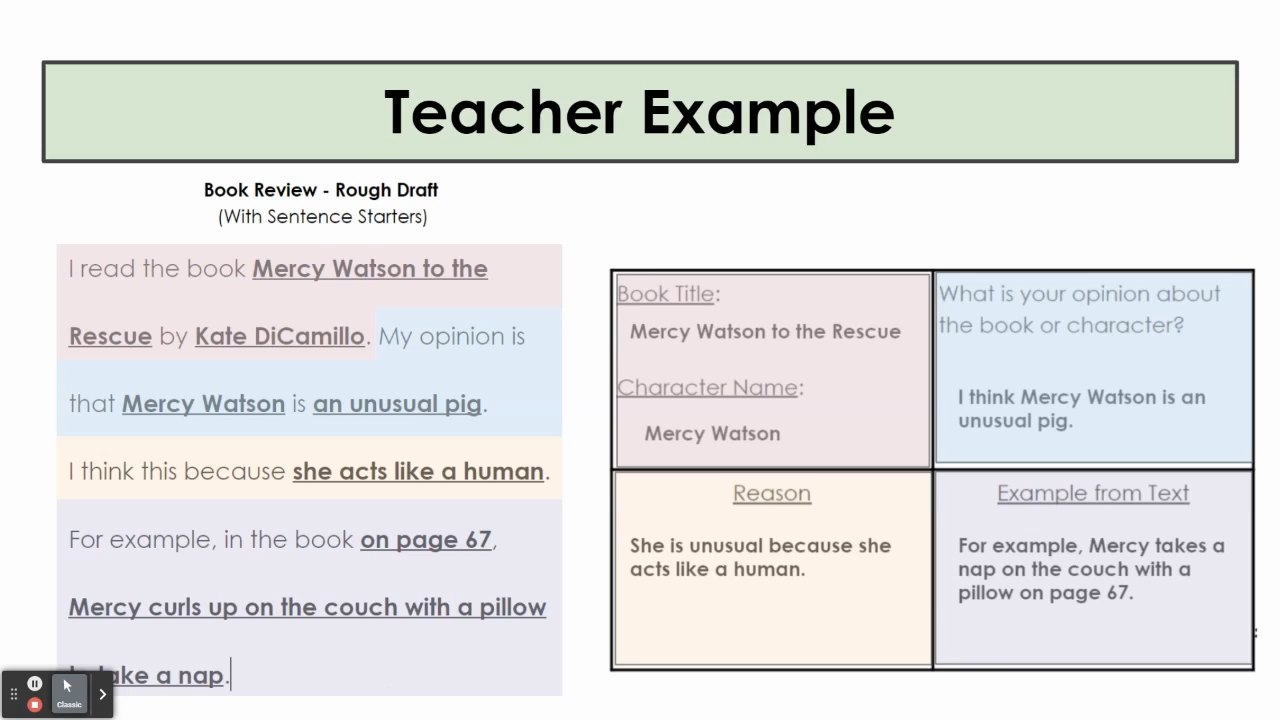 Teacher Example
Book Review - Rough Draft
(With Sentence Starters)
I read the book Mercy Watson to the
Rescue by Kate DiCamillo. My opinion is
that Mercy Watson is an unusual pig.
I think this because she acts like a human.
For example, in the book on page 67,
Mercy curls up on the couch with a pillow
take a nap.
Book Title:
Mercy Watson to the Rescue
Character Name:
Mercy Watson
What is your opinion about
the book or character?
I think Mercy Watson is an
unusual pig.
Reason
She is unusual because she
acts like a human.
Example from Text
For example, Mercy takes a
nap on the couch with a
pillow on page 67.
Classic